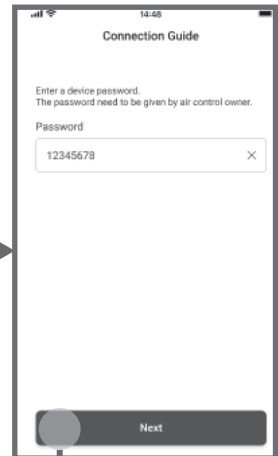 14:48
Connection Guide
Enter a device password.
The password need to be given by air control owner.
Password
12345678
Next